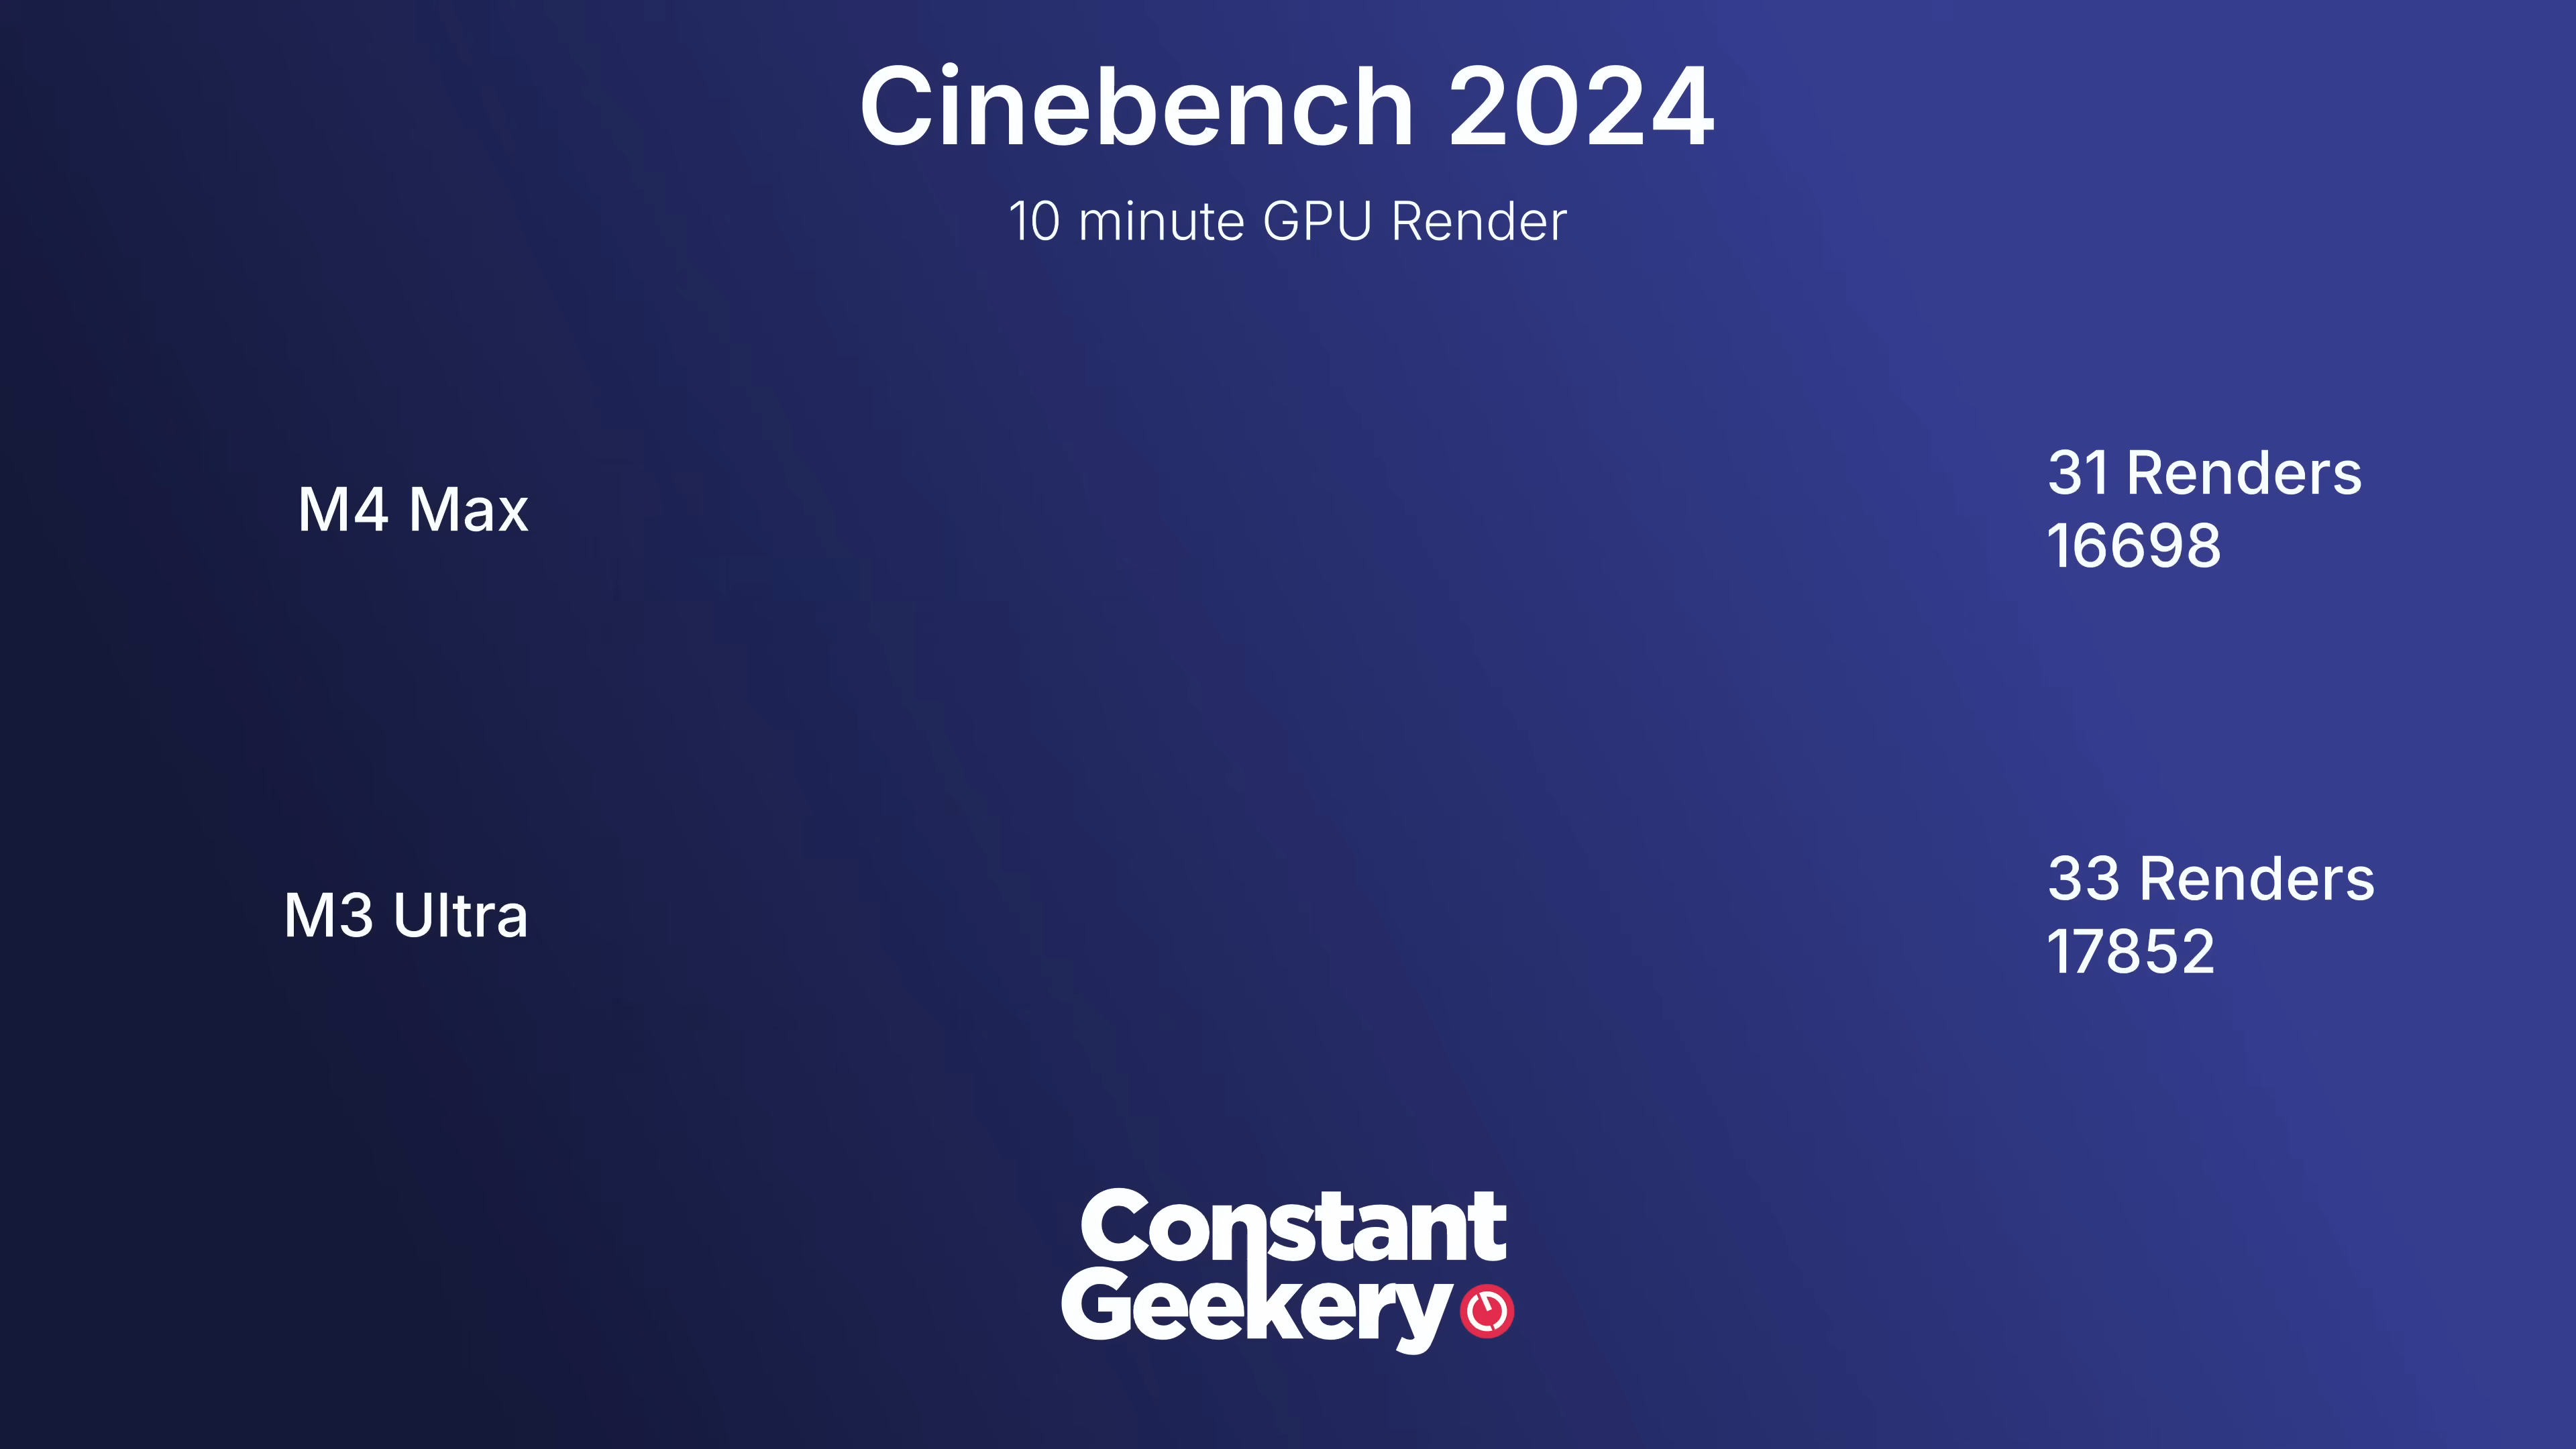 Cinebench 2024
10 minute GPU Render
M4 Max
31 Renders
16698
M3 Ultra
33 Renders
17852
Constant
Geekery